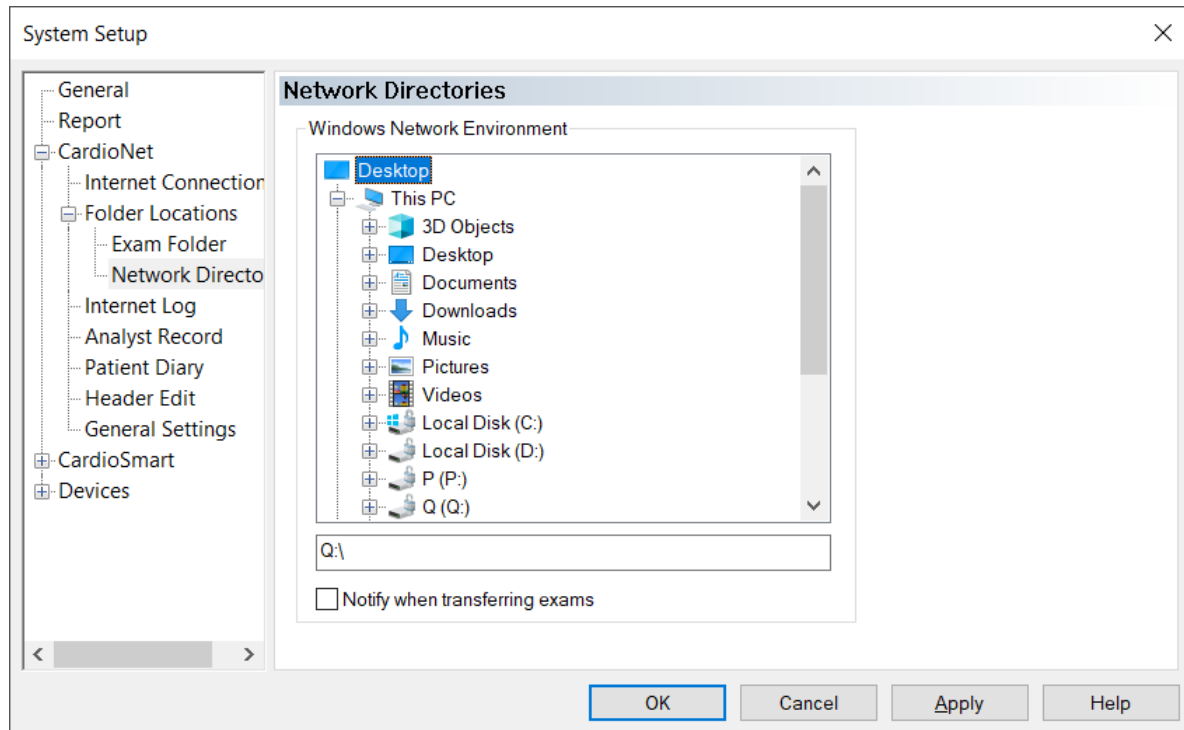 System Setup
General
Report
CardioNet
Internet Connection
Folder Locations
Exam Folder
Network Directo
Internet Log
Analyst Record
Patient Diary
Header Edit
General Settings
CardioSmart
Devices
Network Directories
Windows Network Environment
Desktop
This PC
3D Objects
Desktop
Documents
Downloads
Music
Pictures
Videos
Local Disk (C:)
Local Disk (D:)
P (P:)
Q (Q:)
Q:\
Notify when transferring exams
OK Cancel Apply Help